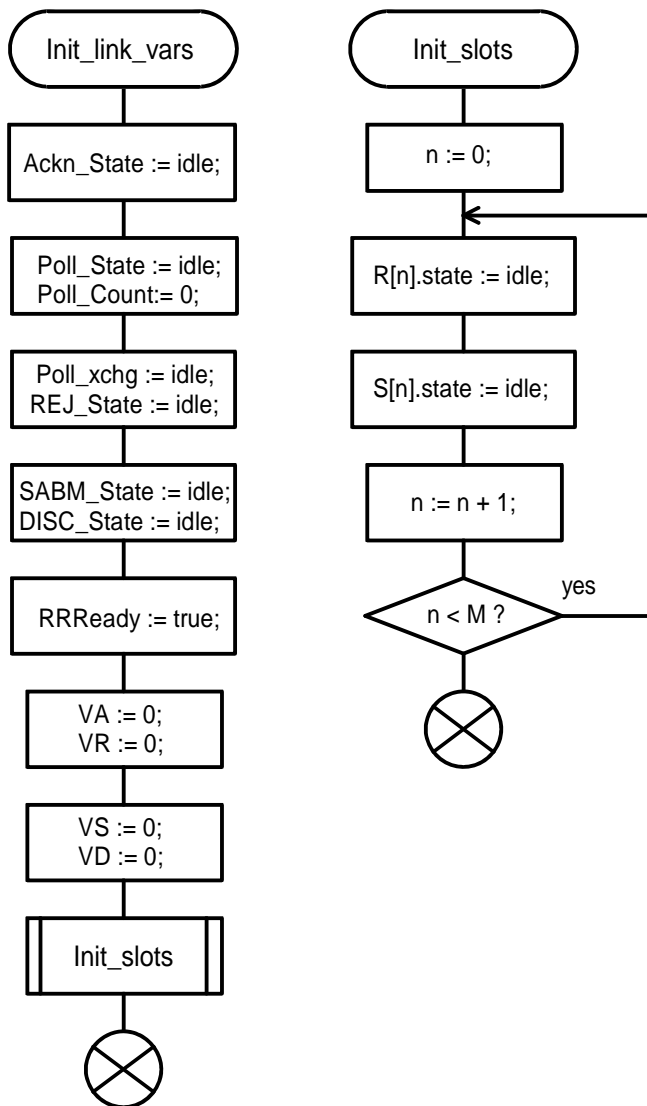 Init_link_vars
Ackn_State := idle;
Poll_State := idle;
Poll_Count:= 0;
Poll_xchg := idle;
REJ_State := idle;
SABM_State := idle;
DISC_State := idle;
RRReady := true;
VA := 0;
VR := 0;
VS := 0;
VD := 0;
Init_slots
Init_slots
n := 0;
R[n].state := idle;
S[n].state := idle;
n := n + 1;
n < M ?
yes